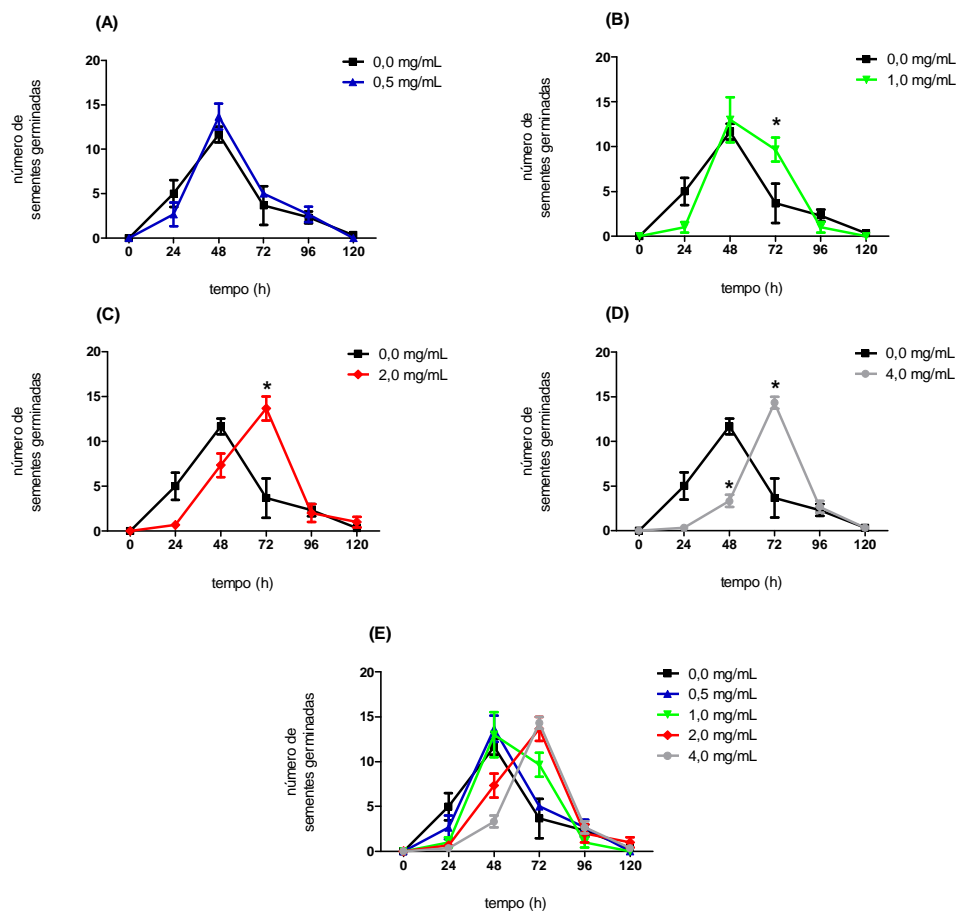 (A)
0,0 mg/mL
0,5 mg/mL
número de
sementes germinadas
20
15
10
5
0
0 24 48 72 96 120
tempo (h)
(B)
0,0 mg/mL
1,0 mg/mL
número de
sementes germinadas
20
15
10
5
0
*
0 24 48 72 96 120
tempo (h)
(C)
0,0 mg/mL
2,0 mg/mL
número de
sementes germinadas
20
15
10
5
0
*
0 24 48 72 96 120
tempo (h)
(D)
0,0 mg/mL
4,0 mg/mL
número de
sementes germinadas
20
15
10
5
0
*
*
0 24 48 72 96 120
tempo (h)
(E)
0,0 mg/mL
0,5 mg/mL
1,0 mg/mL
2,0 mg/mL
4,0 mg/mL
número de
sementes germinadas
20
15
10
5
0
0 24 48 72 96 120
tempo (h)